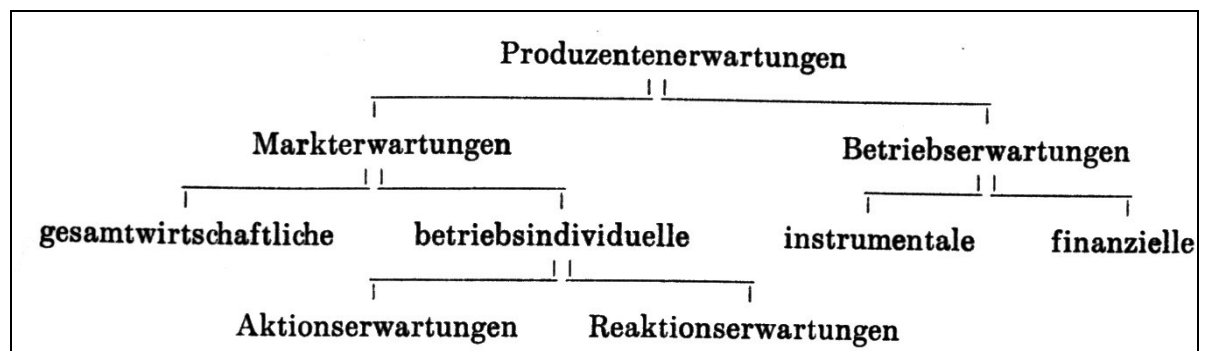 Produzentenerwartungen
Markterwartungen Betriebserwartungen
gesamtwirtschaftliche betriebsindividuelle instrumentale finanzielle
Aktionserwartungen Reaktionserwartungen